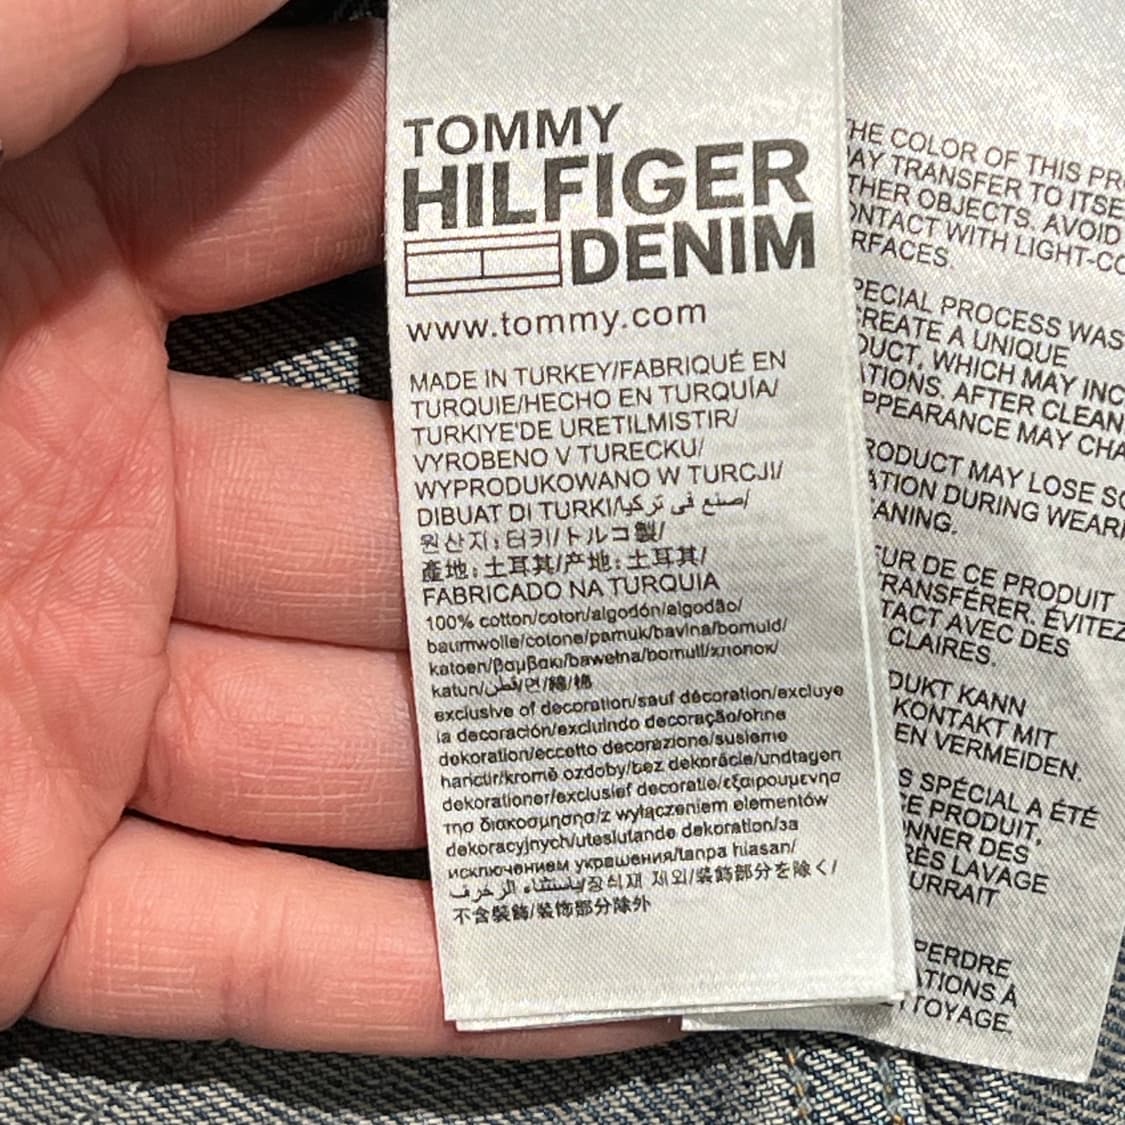 TOMMY
HILFIGER
DENIM
www.tommy.com
MADE IN TURKEY/FABRIQUÉ EN
TURQUIE/HECHO EN TURQUÍA/
TURKIYE'DE URETILMISTIR/
VYROBENO V TURECKU/
WYPRODUKOWANO W TURCJI/
DIBUAT DI TURKI/صنع في تركيا/
원산지: 터키/トルコ製/
產地: 土耳其/产地: 土耳其/
FABRICADO NA TURQUIA
100% cotton/coton/algodón/algodão/
baumwolle/cotone/pamuk/bavlna/bomuld/
katoen/βαμβακι/bawełna/bomull/хлопок/
katun/قطن/면/綿/棉
exclusive of decoration/sauf décoration/excluye
la decoración/excluindo decoração/ohne
dekoration/eccetto decorazione/susleme
harictir/kromě ozdoby/bez dekorácie/undtagen
dekorationer/exclusief decoratie/εξαιρουμενησ
τησ διακοσμησησ/z wyłączeniem elementów
dekoracyjnych/uteslutande dekoration/за
исключением украшения/tanpa hiasan/
باستثناء الزخرف/장식재 제외/装飾部分を除く/
不含裝飾/装饰部分除外
HE COLOR OF THIS PR
AY TRANSFER TO ITSE
THER OBJECTS. AVOID
ONTACT WITH LIGHT-CO
RFACES.
PECIAL PROCESS WAS
CREATE A UNIQUE
DUCT, WHICH MAY INC
ATIONS. AFTER CLEAN
PPEARANCE MAY CHA
RODUCT MAY LOSE SO
ATION DURING WEARI
EANING.
EUR DE CE PRODUIT
TRANSFÉRER. ÉVITEZ
TACT AVEC DES
CLAIRES.
DUKT KANN
KONTAKT MIT
EN VERMEIDEN.
S SPÉCIAL A ÉTÉ
CE PRODUIT,
NNER DES
RÈS LAVAGE
URRAIT
PERDRE
ATIONS À
TTOYAGE.